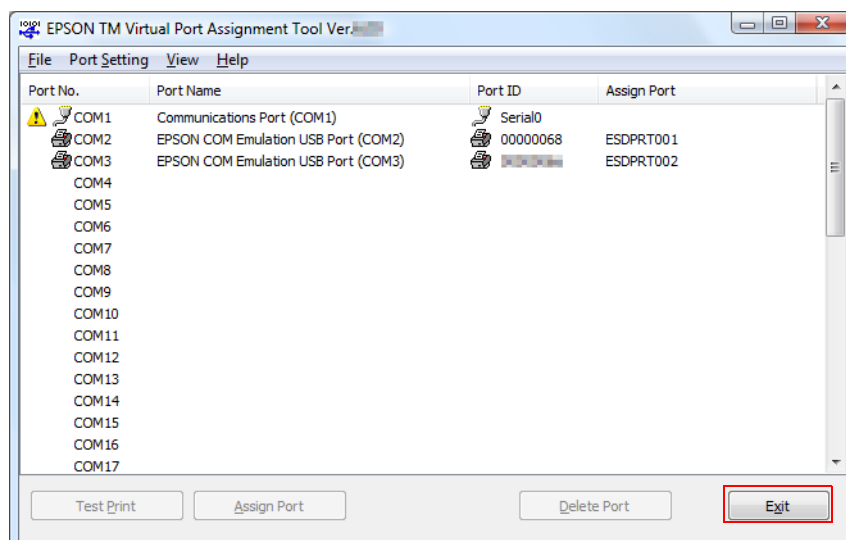 EPSON TM Virtual Port Assignment Tool Ver.
File Port Setting View Help
Port No. Port Name Port ID Assign Port
COM1 Communications Port (COM1) Serial0
COM2 EPSON COM Emulation USB Port (COM2) 00000068 ESDPRT001
COM3 EPSON COM Emulation USB Port (COM3) ESDPRT002
COM4
COM5
COM6
COM7
COM8
COM9
COM10
COM11
COM12
COM13
COM14
COM15
COM16
COM17
Test Print Assign Port Delete Port Exit